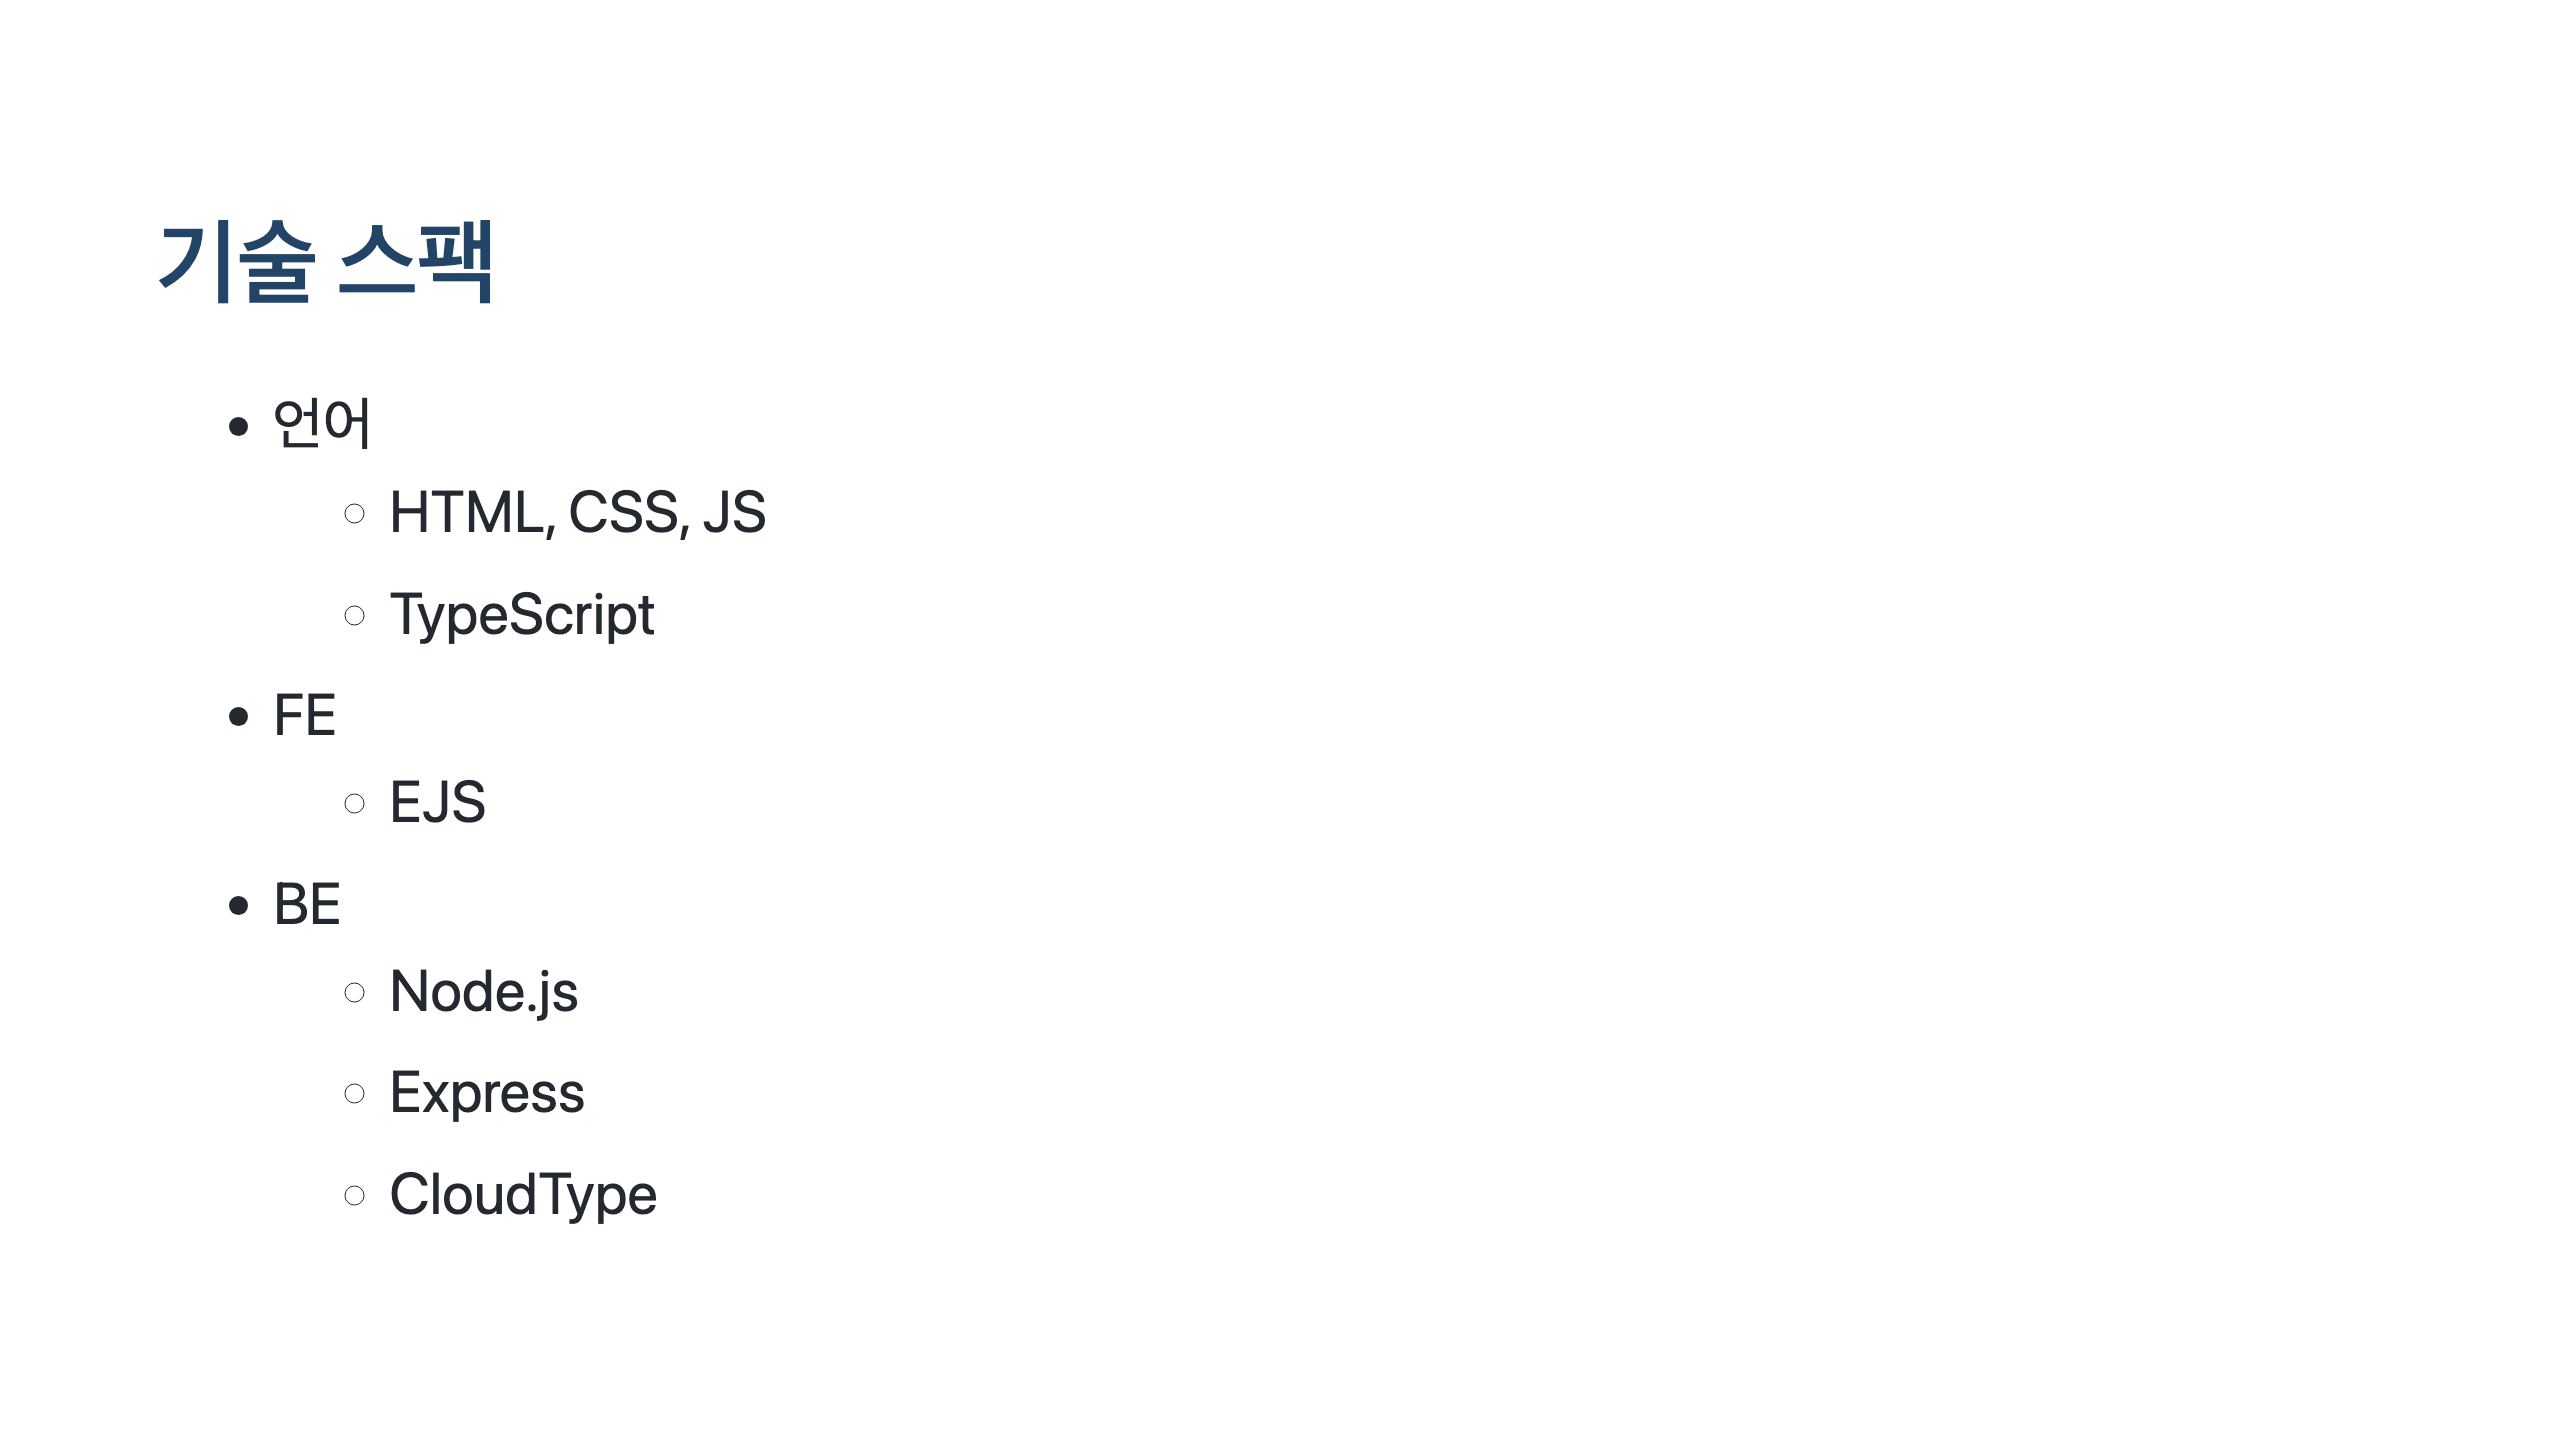 기술 스팩
언어
HTML, CSS, JS
TypeScript
FE
EJS
BE
Node.js
Express
CloudType